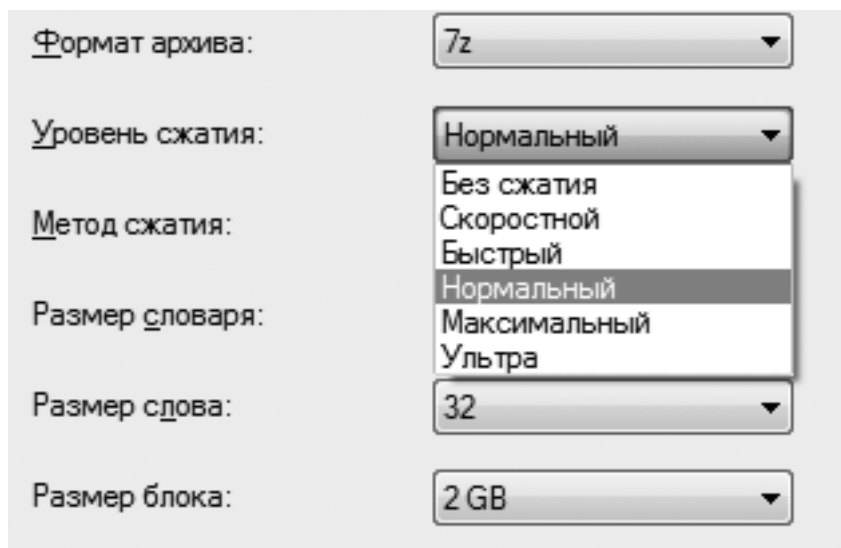 Формат архива: 7z
Уровень сжатия: Нормальный
Без сжатия
Метод сжатия: Скоростной
Быстрый
Нормальный
Размер словаря: Максимальный
Ультра
Размер слова: 32
Размер блока: 2 GB